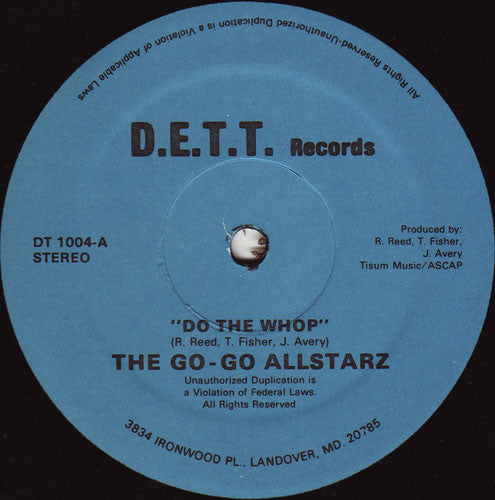 All Rights Reserved-Unauthorized Duplication is a Violation of Applicable Laws
D.E.T.T. Records
DT 1004-A
STEREO
Produced by:
R. Reed, T. Fisher,
J. Avery
Tisum Music/ASCAP
"DO THE WHOP"
(R. Reed, T. Fisher, J. Avery)
THE GO-GO ALLSTARZ
Unauthorized Duplication is
a Violation of Federal Laws.
All Rights Reserved
3834 IRONWOOD PL., LANDOVER, MD. 20785